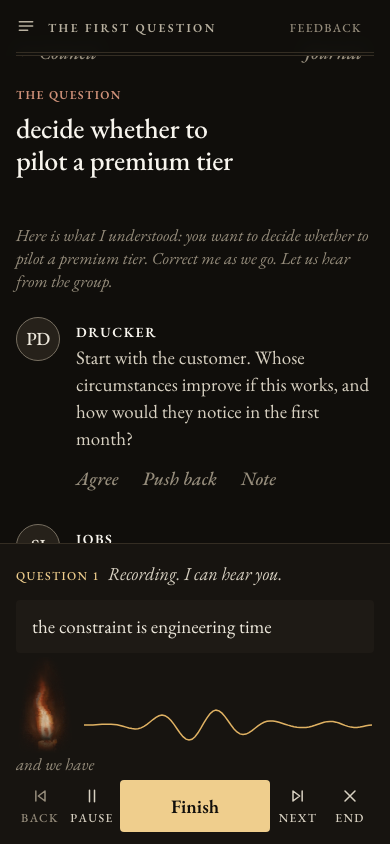 THE FIRST QUESTION
FEEDBACK
Council
Journal
THE QUESTION
decide whether to
pilot a premium tier
Here is what I understood: you want to decide whether to
pilot a premium tier. Correct me as we go. Let us hear
from the group.
PD
DRUCKER
Start with the customer. Whose
circumstances improve if this works, and
how would they notice in the first
month?
Agree Push back Note
SJ
JOBS
QUESTION 1 Recording. I can hear you.
the constraint is engineering time
and we have
BACK PAUSE Finish NEXT END